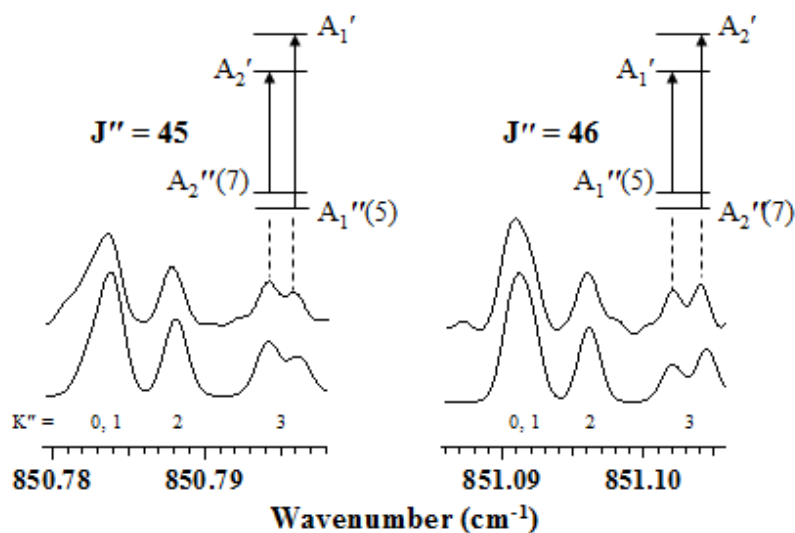 A₁′ A₂′
A₂′ A₁′
J″ = 45 J″ = 46
A₂″(7) A₁″(5)
A₁″(5) A₂″(7)
K″ = 0, 1 2 3 0, 1 2 3
850.78 850.79 851.09 851.10
Wavenumber (cm⁻¹)